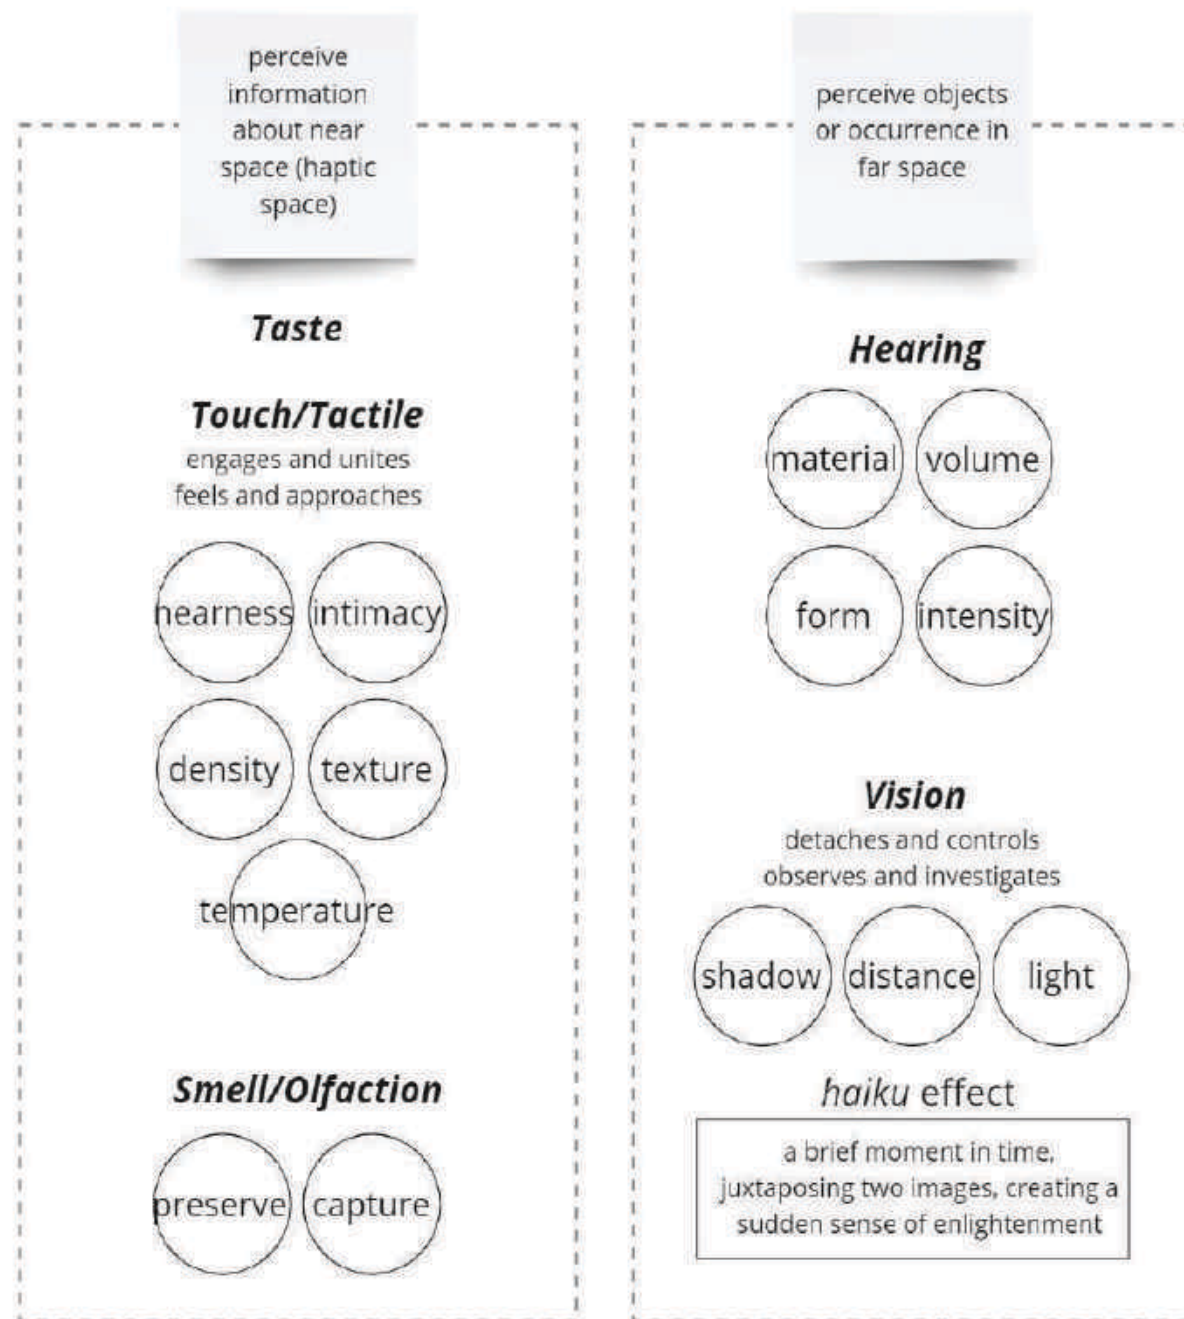 perceive
information
about near
space (haptic
space)
Taste
Touch/Tactile
engages and unites
feels and approaches
nearness intimacy
density texture
temperature
Smell/Olfaction
preserve capture
perceive objects
or occurrence in
far space
Hearing
material volume
form intensity
Vision
detaches and controls
observes and investigates
shadow distance light
haiku effect
a brief moment in time,
juxtaposing two images, creating a
sudden sense of enlightenment